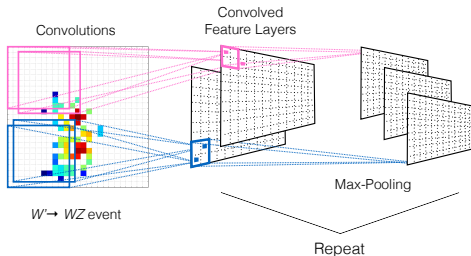 Convolutions
Convolved
Feature Layers
Max-Pooling
W'→ WZ event
Repeat